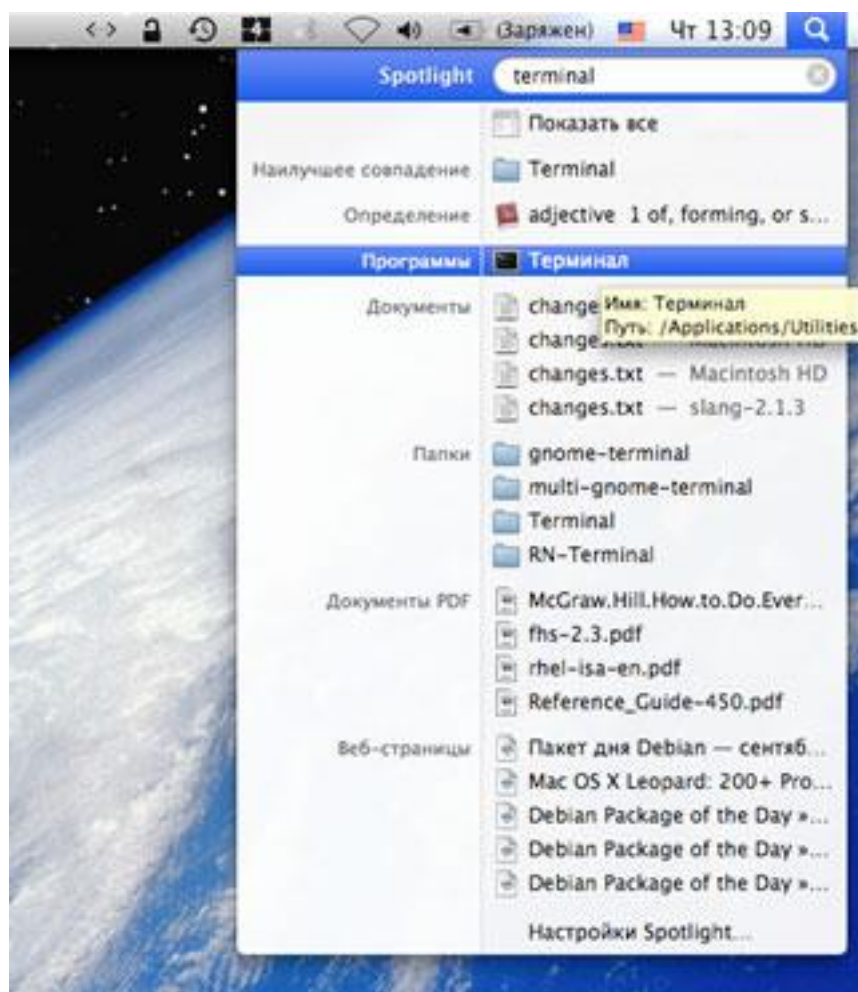 (Заряжен) Чт 13:09
Spotlight terminal
Показать все
Наилучшее совпадение Terminal
Определение adjective 1 of, forming, or s...
Программы Терминал
Имя: Терминал
Путь: /Applications/Utilities
Документы change
change
changes.txt — Macintosh HD
changes.txt — slang-2.1.3
Папки gnome-terminal
multi-gnome-terminal
Terminal
RN-Terminal
Документы PDF McGraw.Hill.How.to.Do.Ever...
fhs-2.3.pdf
rhel-isa-en.pdf
Reference_Guide-450.pdf
Веб-страницы Пакет дня Debian — сентяб...
Mac OS X Leopard: 200+ Pro...
Debian Package of the Day »...
Debian Package of the Day »...
Debian Package of the Day »...
Настройки Spotlight...